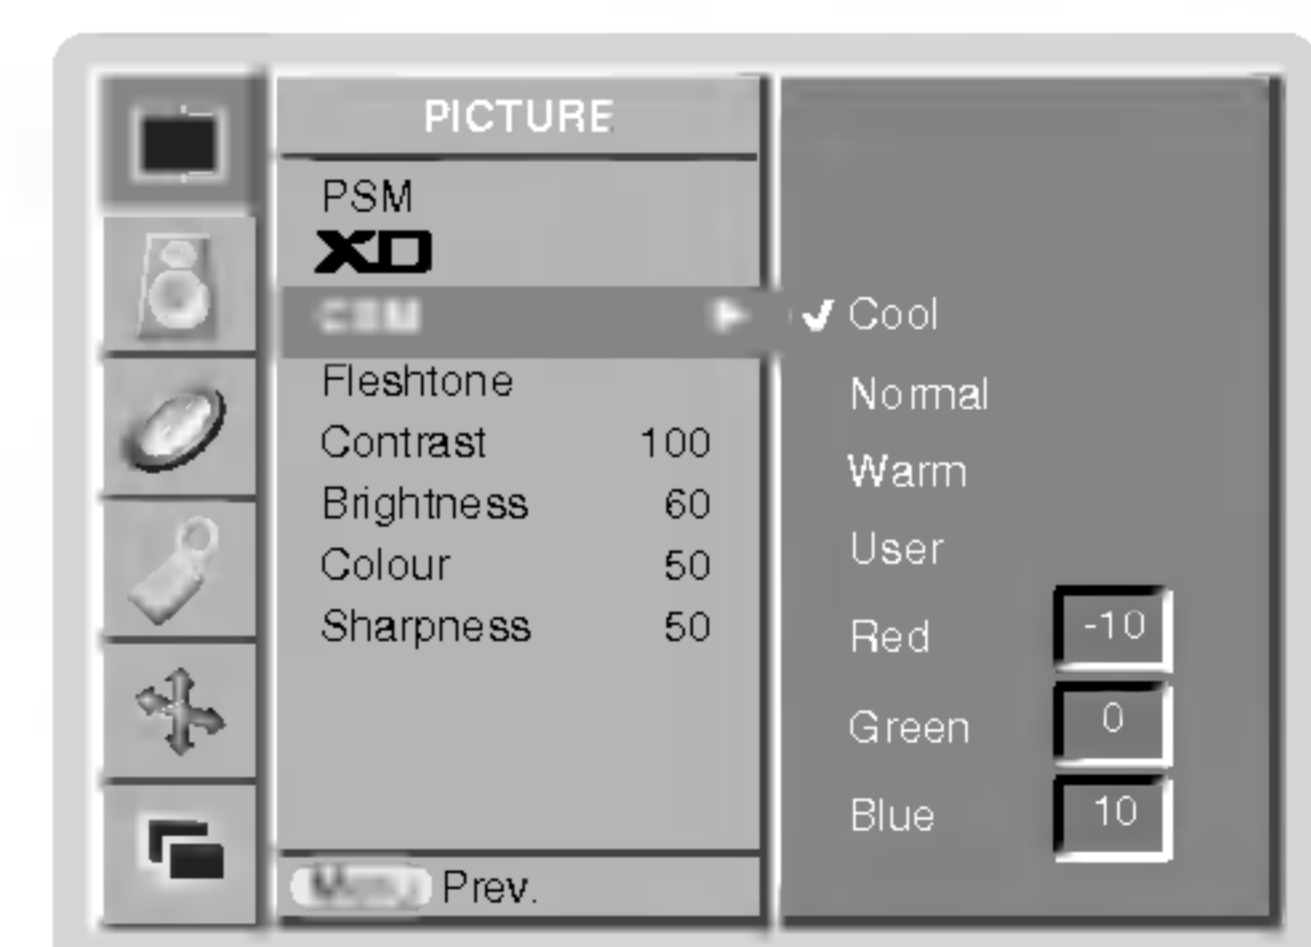 PICTURE
PSM
XD
Cool
Fleshtone
Normal
Contrast 100
Warm
Brightness 60
User
Colour 50
Sharpness 50
Red -10
Green 0
Blue 10
Prev.